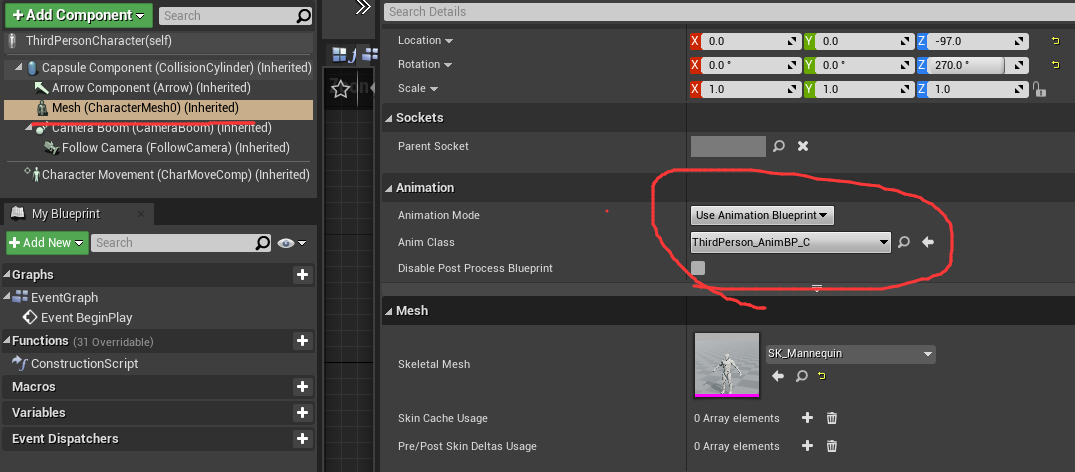 + Add Component
Search
ThirdPersonCharacter(self)
Capsule Component (CollisionCylinder) (Inherited)
Arrow Component (Arrow) (Inherited)
Mesh (CharacterMesh0) (Inherited)
Camera Boom (CameraBoom) (Inherited)
Follow Camera (FollowCamera) (Inherited)
Character Movement (CharMoveComp) (Inherited)
My Blueprint
+ Add New
Search
Graphs
EventGraph
Event BeginPlay
Functions (31 Overridable)
ConstructionScript
Macros
Variables
Event Dispatchers
Search Details
Location X 0.0 Y 0.0 Z -97.0
Rotation X 0.0 ° Y 0.0 ° Z 270.0 °
Scale X 1.0 Y 1.0 Z 1.0
Sockets
Parent Socket
Animation
Animation Mode Use Animation Blueprint
Anim Class ThirdPerson_AnimBP_C
Disable Post Process Blueprint
Mesh
Skeletal Mesh SK_Mannequin
Skin Cache Usage 0 Array elements
Pre/Post Skin Deltas Usage 0 Array elements